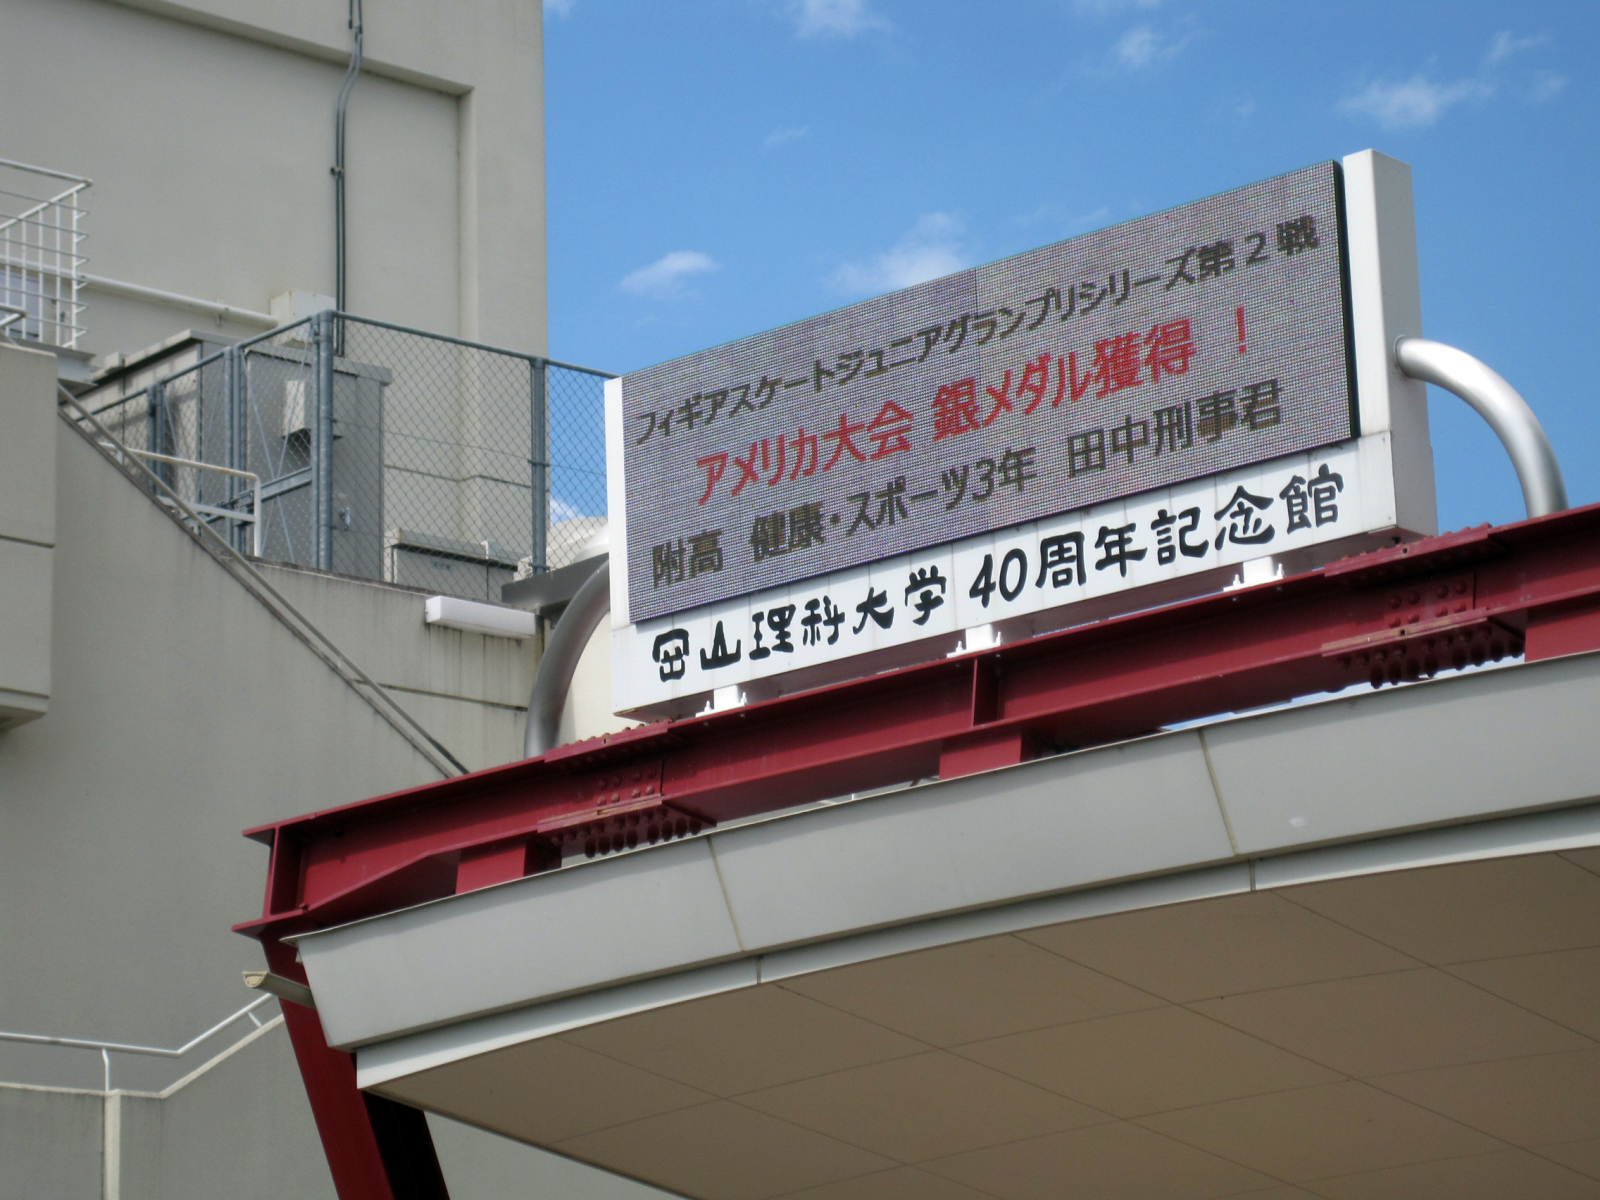 フィギアスケートジュニアグランプリシリーズ第2戦
アメリカ大会 銀メダル獲得 !
附高 健康・スポーツ3年 田中刑事君
岡山理科大学 40周年記念館